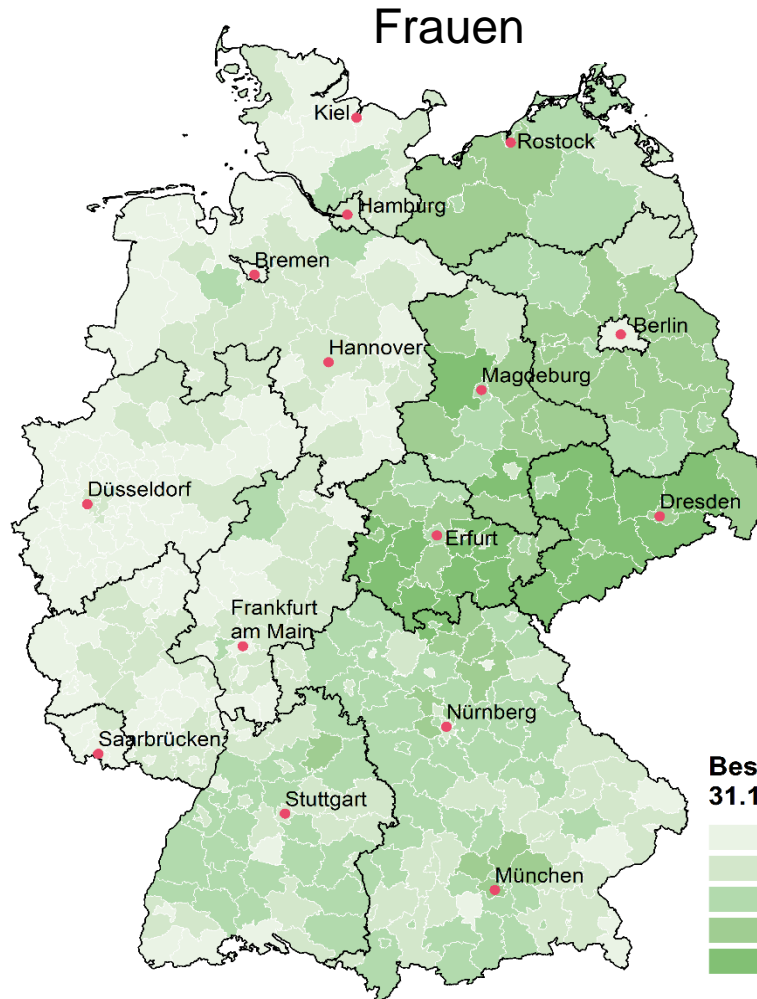 Frauen
Kiel
Rostock
Hamburg
Bremen
Berlin
Hannover
Magdeburg
Düsseldorf
Dresden
Erfurt
Frankfurt
am Main
Nürnberg
Saarbrücken
Stuttgart
Bes
31.1
München